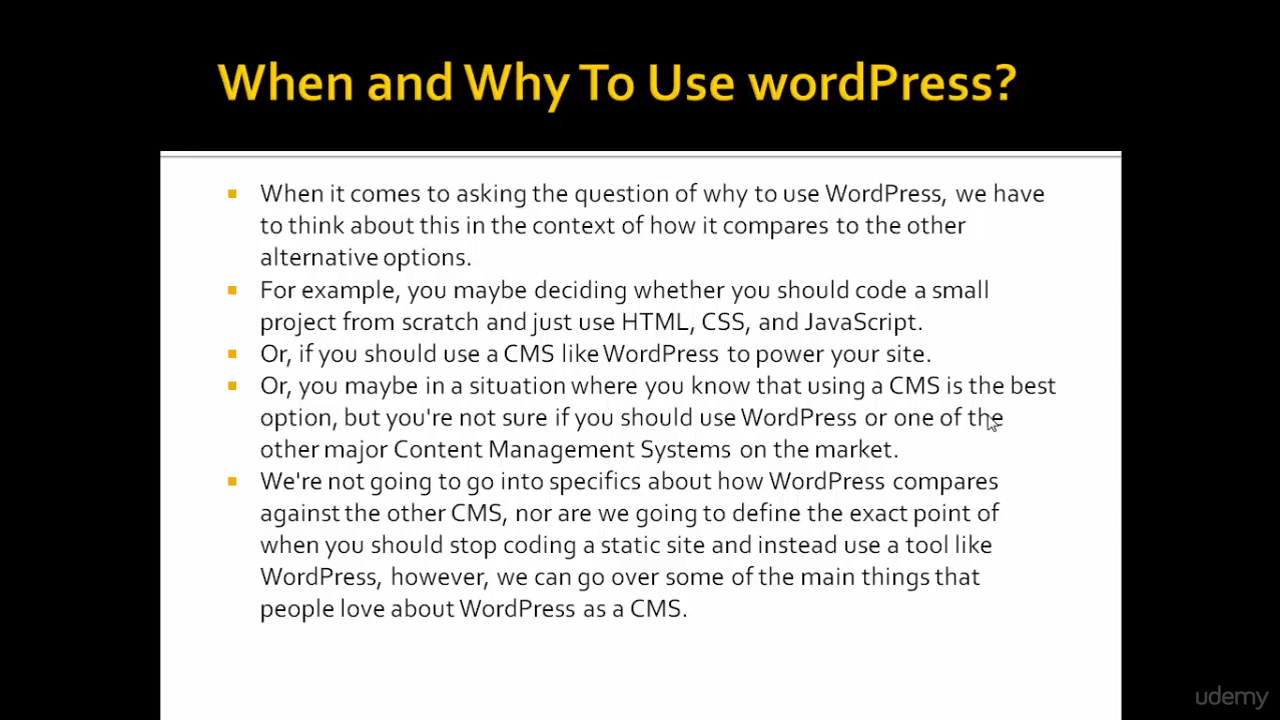 When and Why To Use wordPress?
When it comes to asking the question of why to use WordPress, we have
to think about this in the context of how it compares to the other
alternative options.
For example, you maybe deciding whether you should code a small
project from scratch and just use HTML, CSS, and JavaScript.
Or, if you should use a CMS like WordPress to power your site.
Or, you maybe in a situation where you know that using a CMS is the best
option, but you're not sure if you should use WordPress or one of the
other major Content Management Systems on the market.
We're not going to go into specifics about how WordPress compares
against the other CMS, nor are we going to define the exact point of
when you should stop coding a static site and instead use a tool like
WordPress, however, we can go over some of the main things that
people love about WordPress as a CMS.
udemy